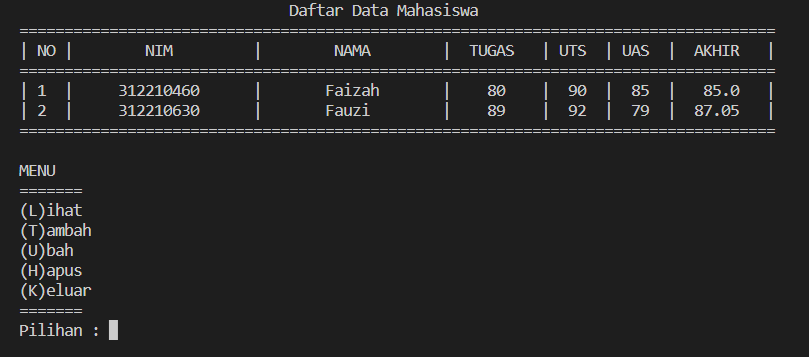 Daftar Data Mahasiswa
====================================================================================
| NO |        NIM         |        NAMA        |  TUGAS   | UTS  | UAS  |  AKHIR   |
====================================================================================
| 1  |     312210460      |       Faizah       |    80    |  90  |  85  |   85.0   |
| 2  |     312210630      |       Fauzi        |    89    |  92  |  79  |  87.05   |
====================================================================================
MENU
=======
(L)ihat
(T)ambah
(U)bah
(H)apus
(K)eluar
=======
Pilihan :